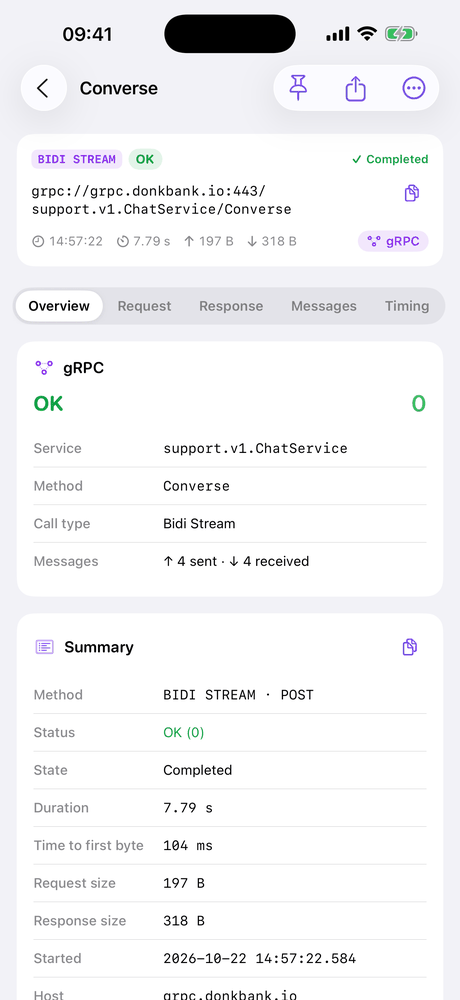 09:41
Converse
BIDI STREAM OK ✓ Completed
grpc://grpc.donkbank.io:443/
support.v1.ChatService/Converse
14:57:22 7.79 s ↑ 197 B ↓ 318 B gRPC
Overview Request Response Messages Timing
gRPC
OK 0
Service support.v1.ChatService
Method Converse
Call type Bidi Stream
Messages ↑ 4 sent · ↓ 4 received
Summary
Method BIDI STREAM · POST
Status OK (0)
State Completed
Duration 7.79 s
Time to first byte 104 ms
Request size 197 B
Response size 318 B
Started 2026-10-22 14:57:22.584
Host grpc.donkbank.io